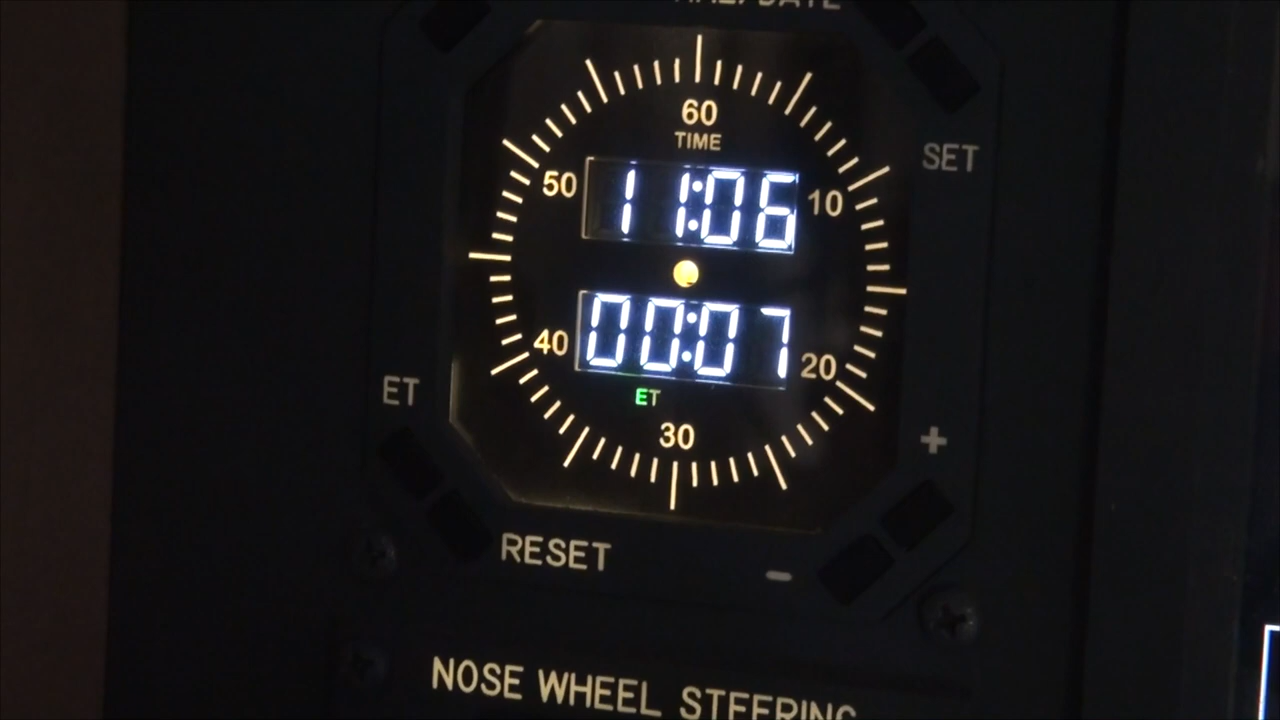 60
TIME
50 11:06 10
SET
00:07
40 20
ET
ET
30
+
RESET
-
NOSE WHEEL STEERING